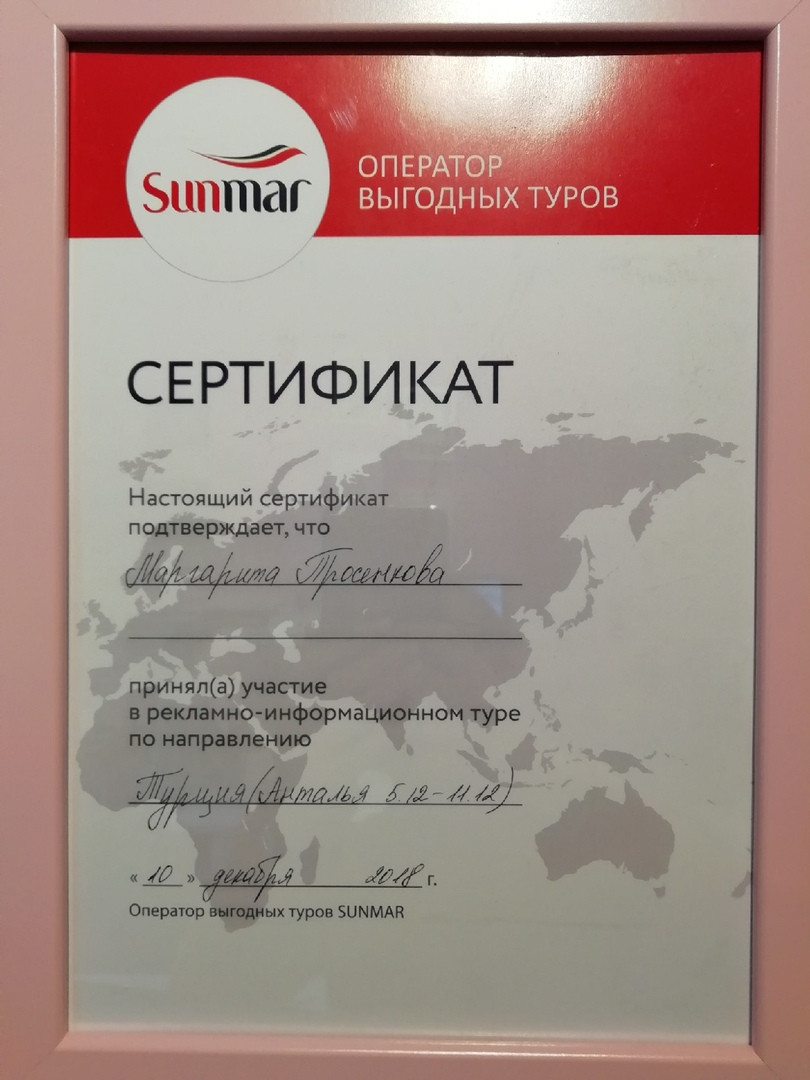 Sunmar
ОПЕРАТОР
ВЫГОДНЫХ ТУРОВ
СЕРТИФИКАТ
Настоящий сертификат
подтверждает, что
Маргарита Просенкова
принял(а) участие
в рекламно-информационном туре
по направлению
Турция (Анталья 5.12-11.12)
« 10 » декабря 2018 г.
Оператор выгодных туров SUNMAR